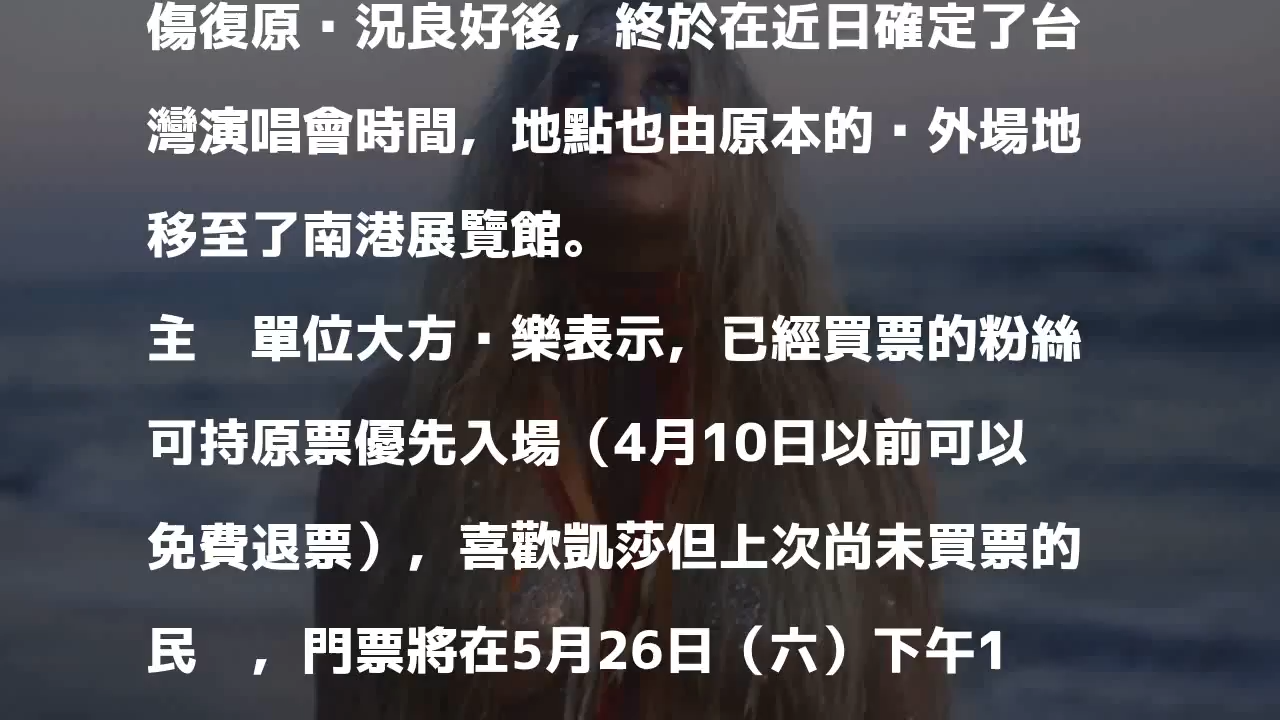 傷復原▪況良好後，終於在近日確定了台
灣演唱會時間，地點也由原本的▪外場地
移至了南港展覽館。
主　單位大方▪樂表示，已經買票的粉絲
可持原票優先入場（4月10日以前可以
免費退票），喜歡凱莎但上次尚未買票的
民　，門票將在5月26日（六）下午1